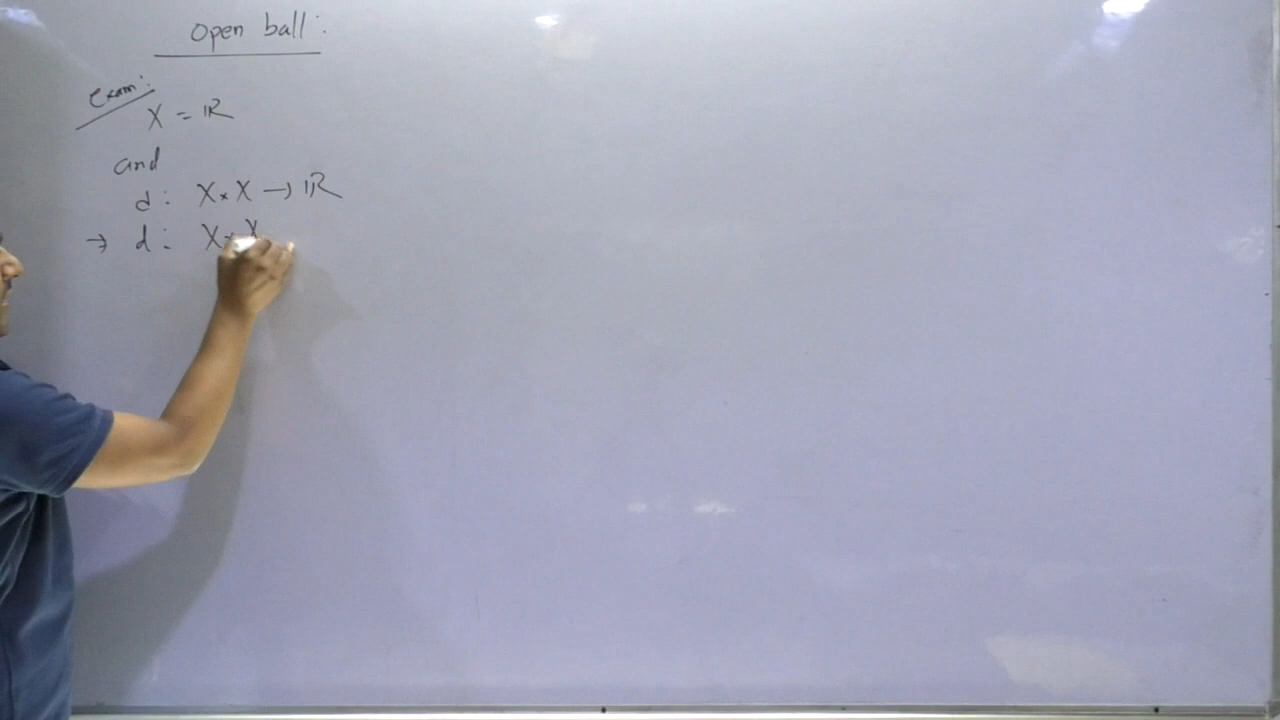 Open ball:
Exam:
X = ℝ
and
d: X × X → ℝ
→ d: X × X